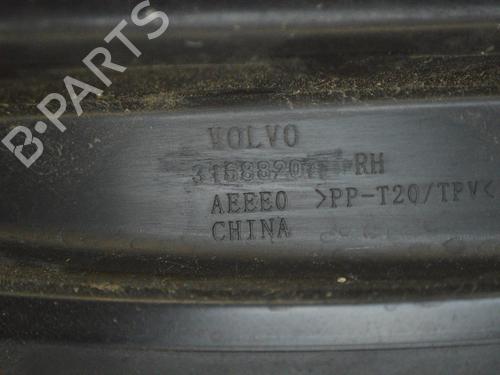 B-PARTS
VOLVO
RH
AEEEO >PP-T20/TPV<
CHINA